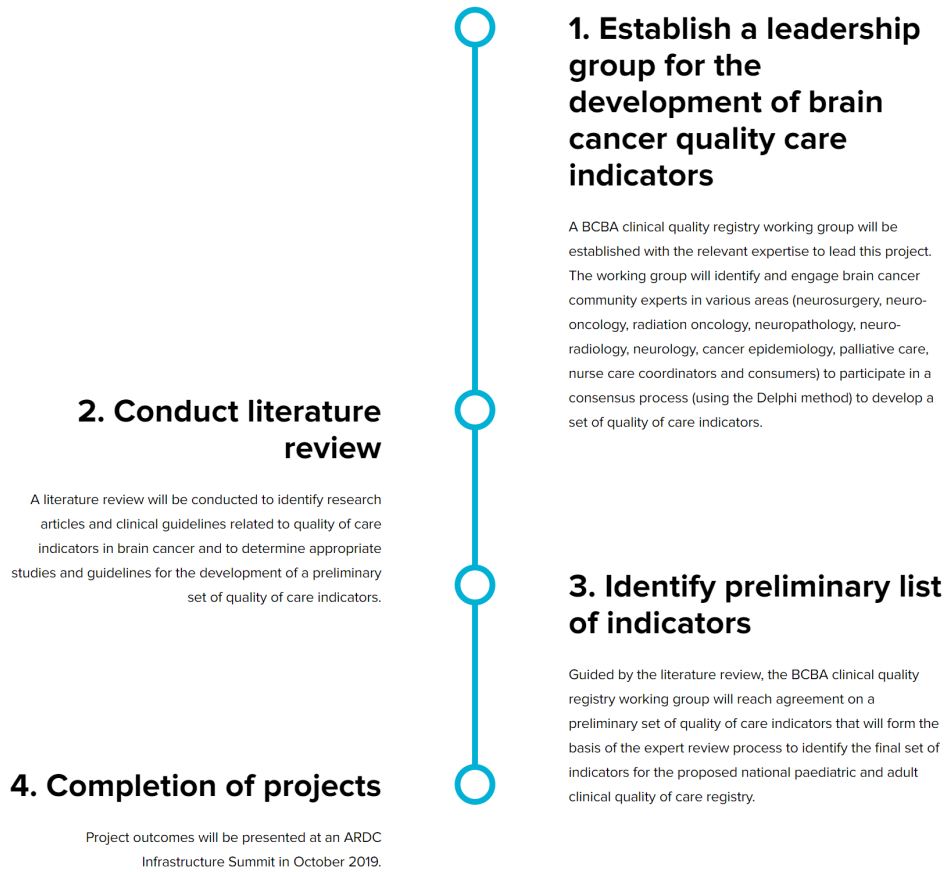 1. Establish a leadership
group for the
development of brain
cancer quality care
indicators
A BCBA clinical quality registry working group will be
established with the relevant expertise to lead this project.
The working group will identify and engage brain cancer
community experts in various areas (neurosurgery, neuro-
oncology, radiation oncology, neuropathology, neuro-
radiology, neurology, cancer epidemiology, palliative care,
nurse care coordinators and consumers) to participate in a
consensus process (using the Delphi method) to develop a
set of quality of care indicators.
2. Conduct literature
review
A literature review will be conducted to identify research
articles and clinical guidelines related to quality of care
indicators in brain cancer and to determine appropriate
studies and guidelines for the development of a preliminary
set of quality of care indicators.
3. Identify preliminary list
of indicators
Guided by the literature review, the BCBA clinical quality
registry working group will reach agreement on a
preliminary set of quality of care indicators that will form the
basis of the expert review process to identify the final set of
indicators for the proposed national paediatric and adult
clinical quality of care registry.
4. Completion of projects
Project outcomes will be presented at an ARDC
Infrastructure Summit in October 2019.